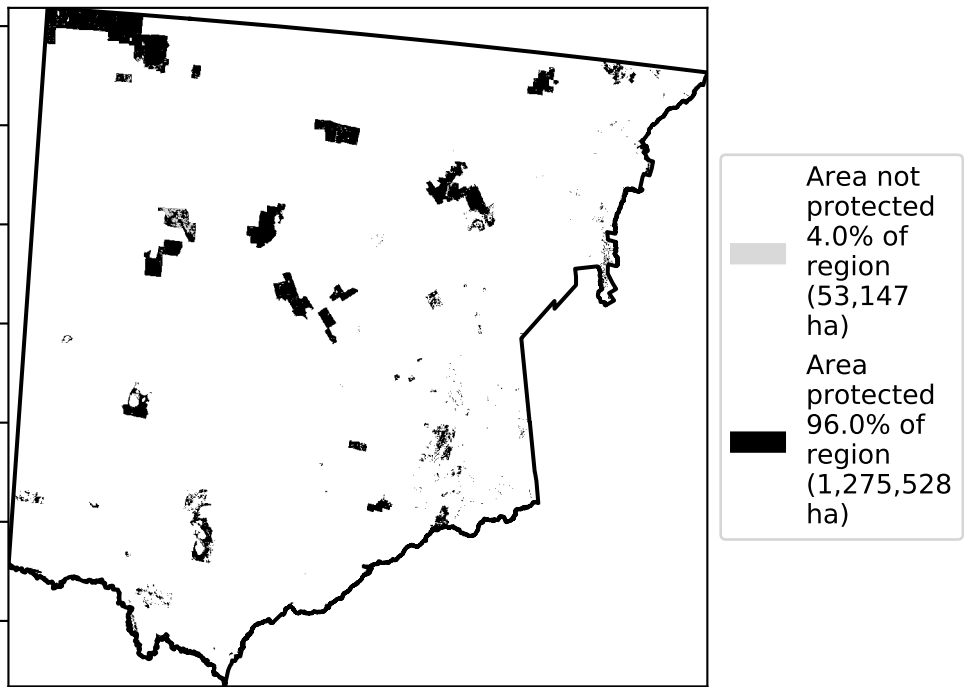 Area not
protected
4.0% of
region
(53,147
ha)
Area
protected
96.0% of
region
(1,275,528
ha)